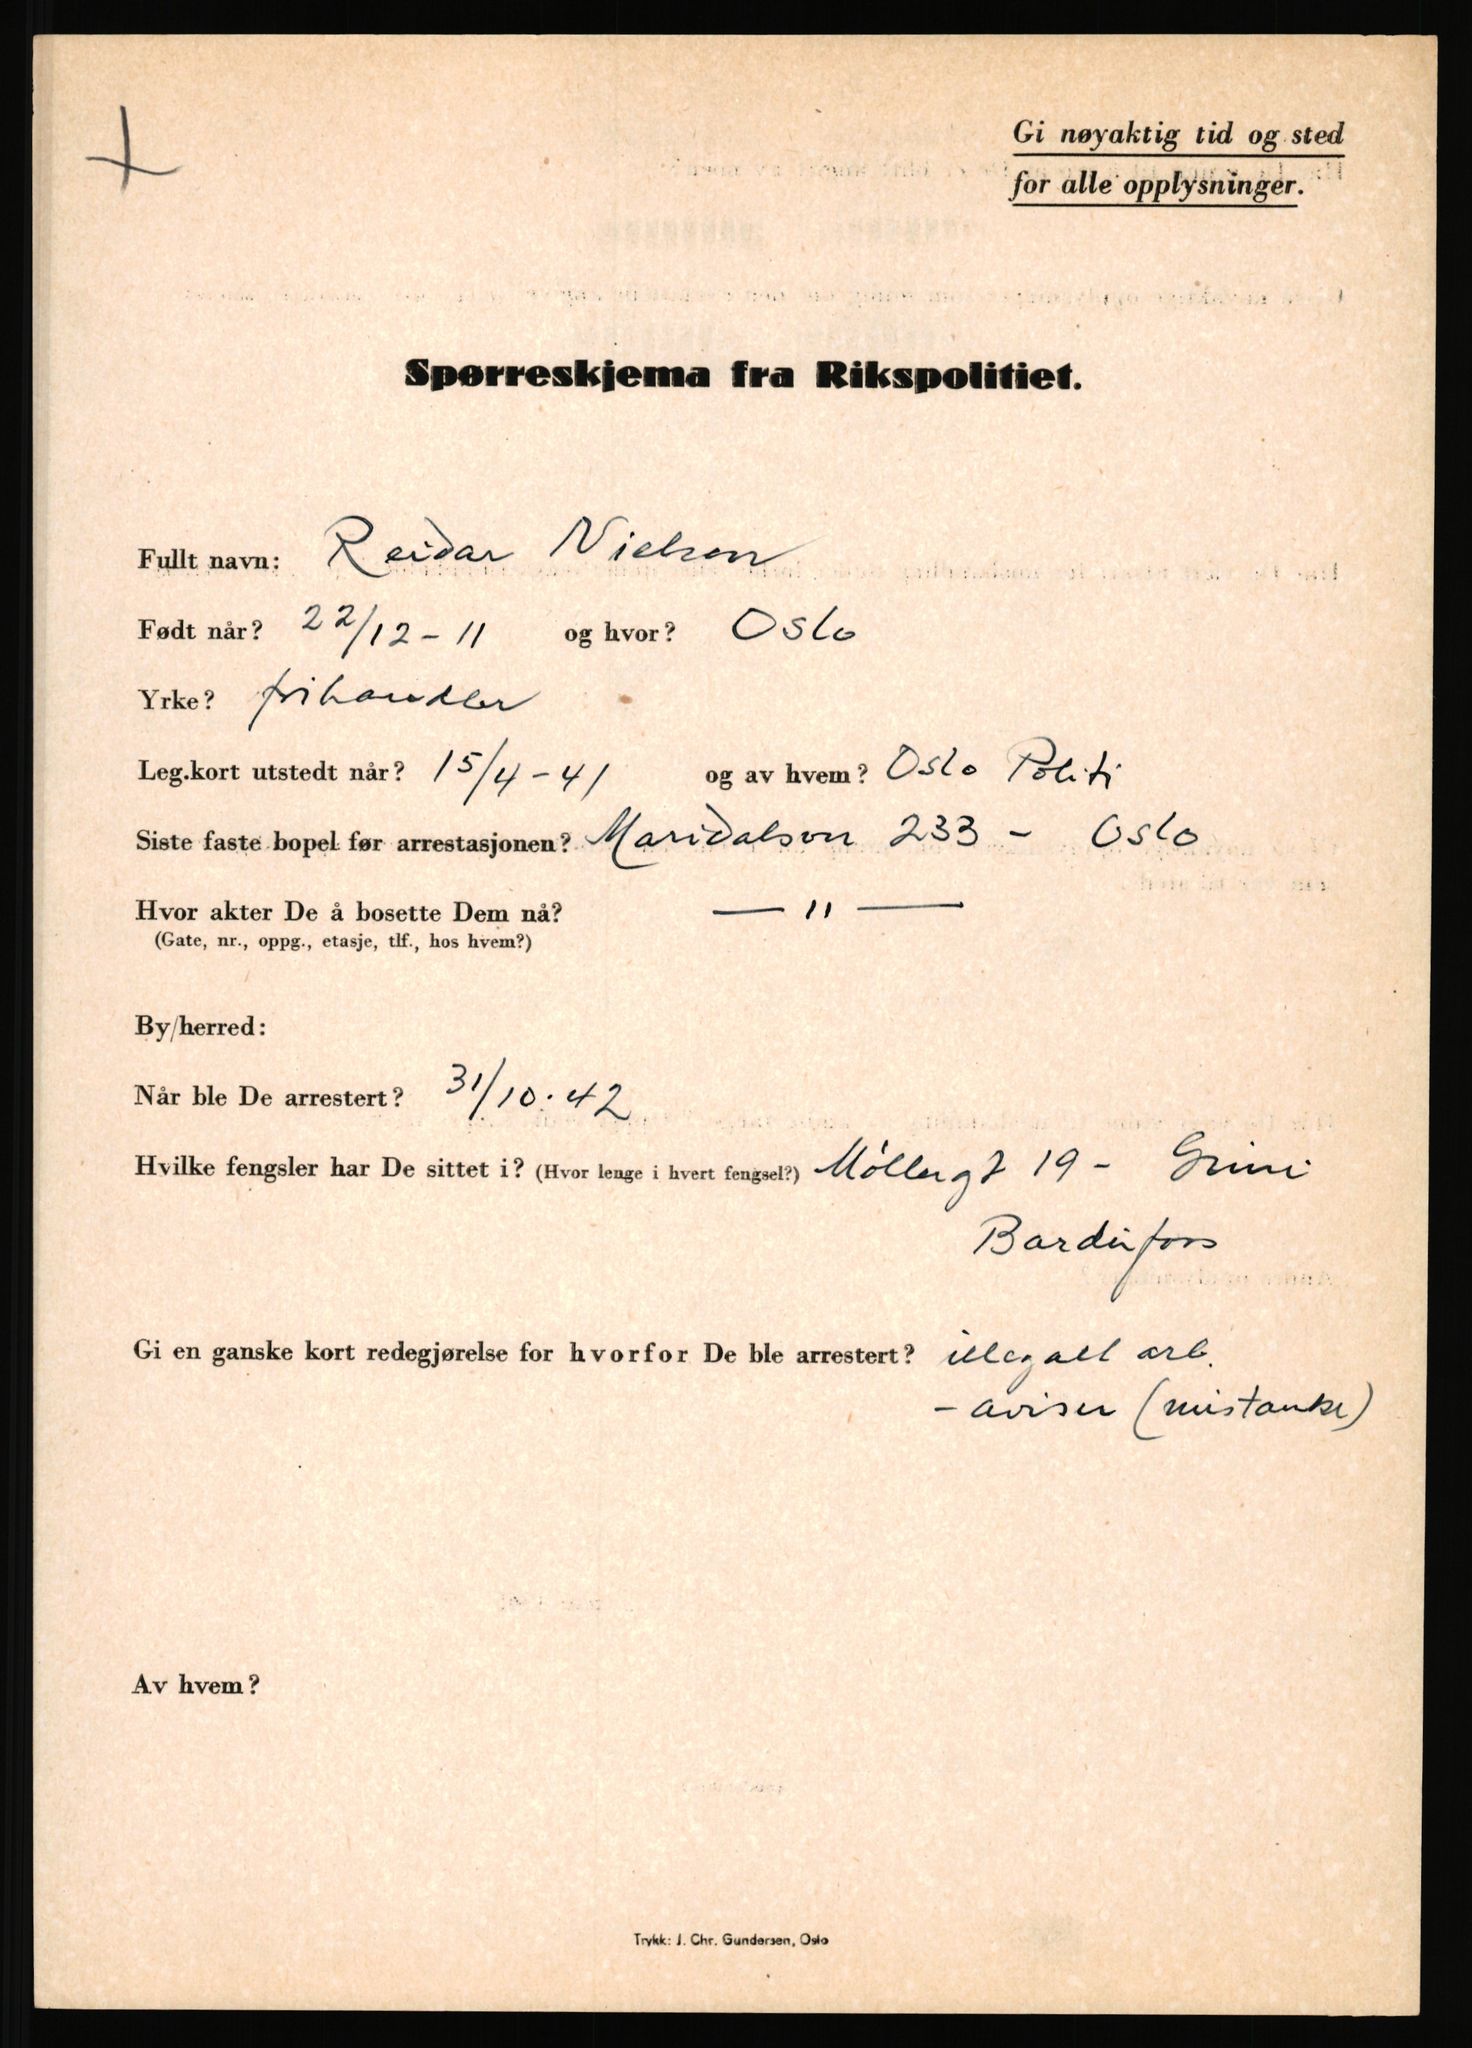 Gi nøyaktig tid og sted
for alle opplysninger.
Spørreskjema fra Rikspolitiet.
Fullt navn: Reidar Nielsen
Født når? 22/12 - 11 og hvor? Oslo
Yrke? frihandler
Leg.kort utstedt når? 15/4 - 41 og av hvem? Oslo Politi
Siste faste bopel før arrestasjonen? Maridalsvn 233 - Oslo
Hvor akter De å bosette Dem nå? — " —
(Gate, nr., oppg., etasje, tlf., hos hvem?)
By/herred:
Når ble De arrestert? 31/10. 42
Hvilke fengsler har De sittet i? (Hvor lenge i hvert fengsel?) Møllergt 19 - Grini
Bardufoss
Gi en ganske kort redegjørelse for hvorfor De ble arrestert? illegalt arb.
- aviser (mistanke)
Av hvem?
Trykk: J. Chr. Gundersen, Oslo